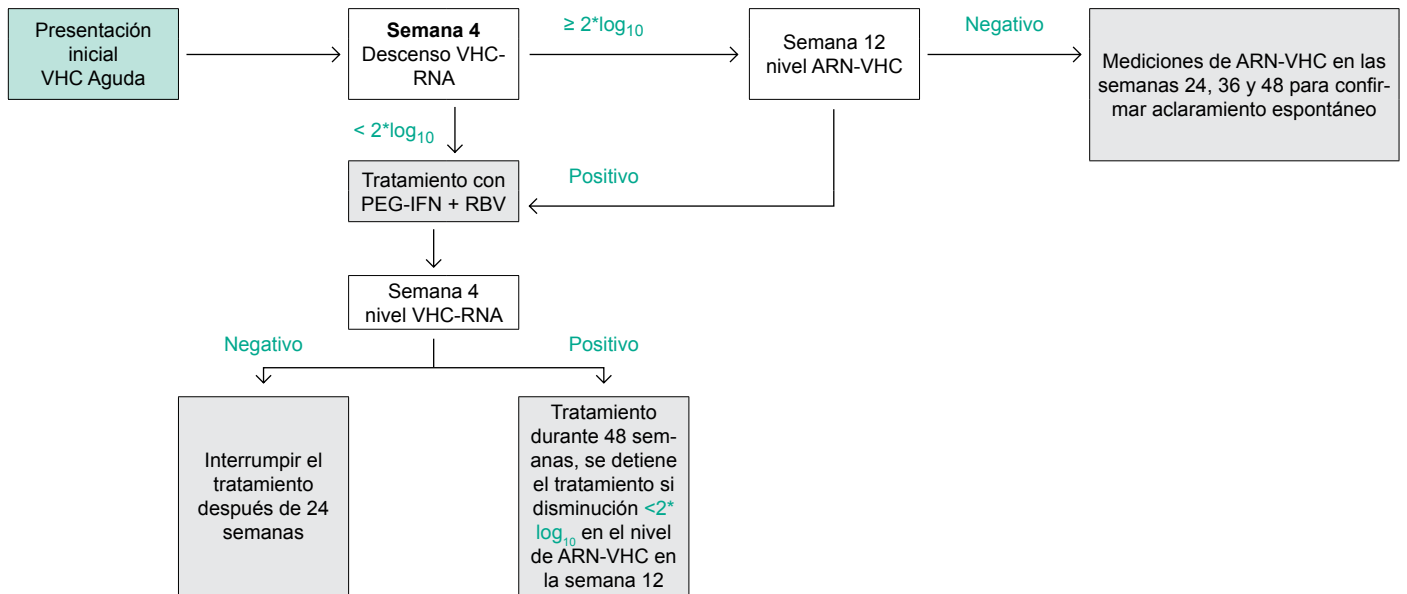 Presentación
inicial
VHC Aguda
Semana 4
Descenso VHC-
RNA
≥ 2*log10
Semana 12
nivel ARN-VHC
Negativo
Mediciones de ARN-VHC en las
semanas 24, 36 y 48 para confir-
mar aclaramiento espontáneo
< 2*log10
Tratamiento con
PEG-IFN + RBV
Positivo
Semana 4
nivel VHC-RNA
Negativo
Positivo
Interrumpir el
tratamiento
después de 24
semanas
Tratamiento
durante 48 sem-
anas, se detiene
el tratamiento si
disminución <2*
log10 en el nivel
de ARN-VHC en
la semana 12